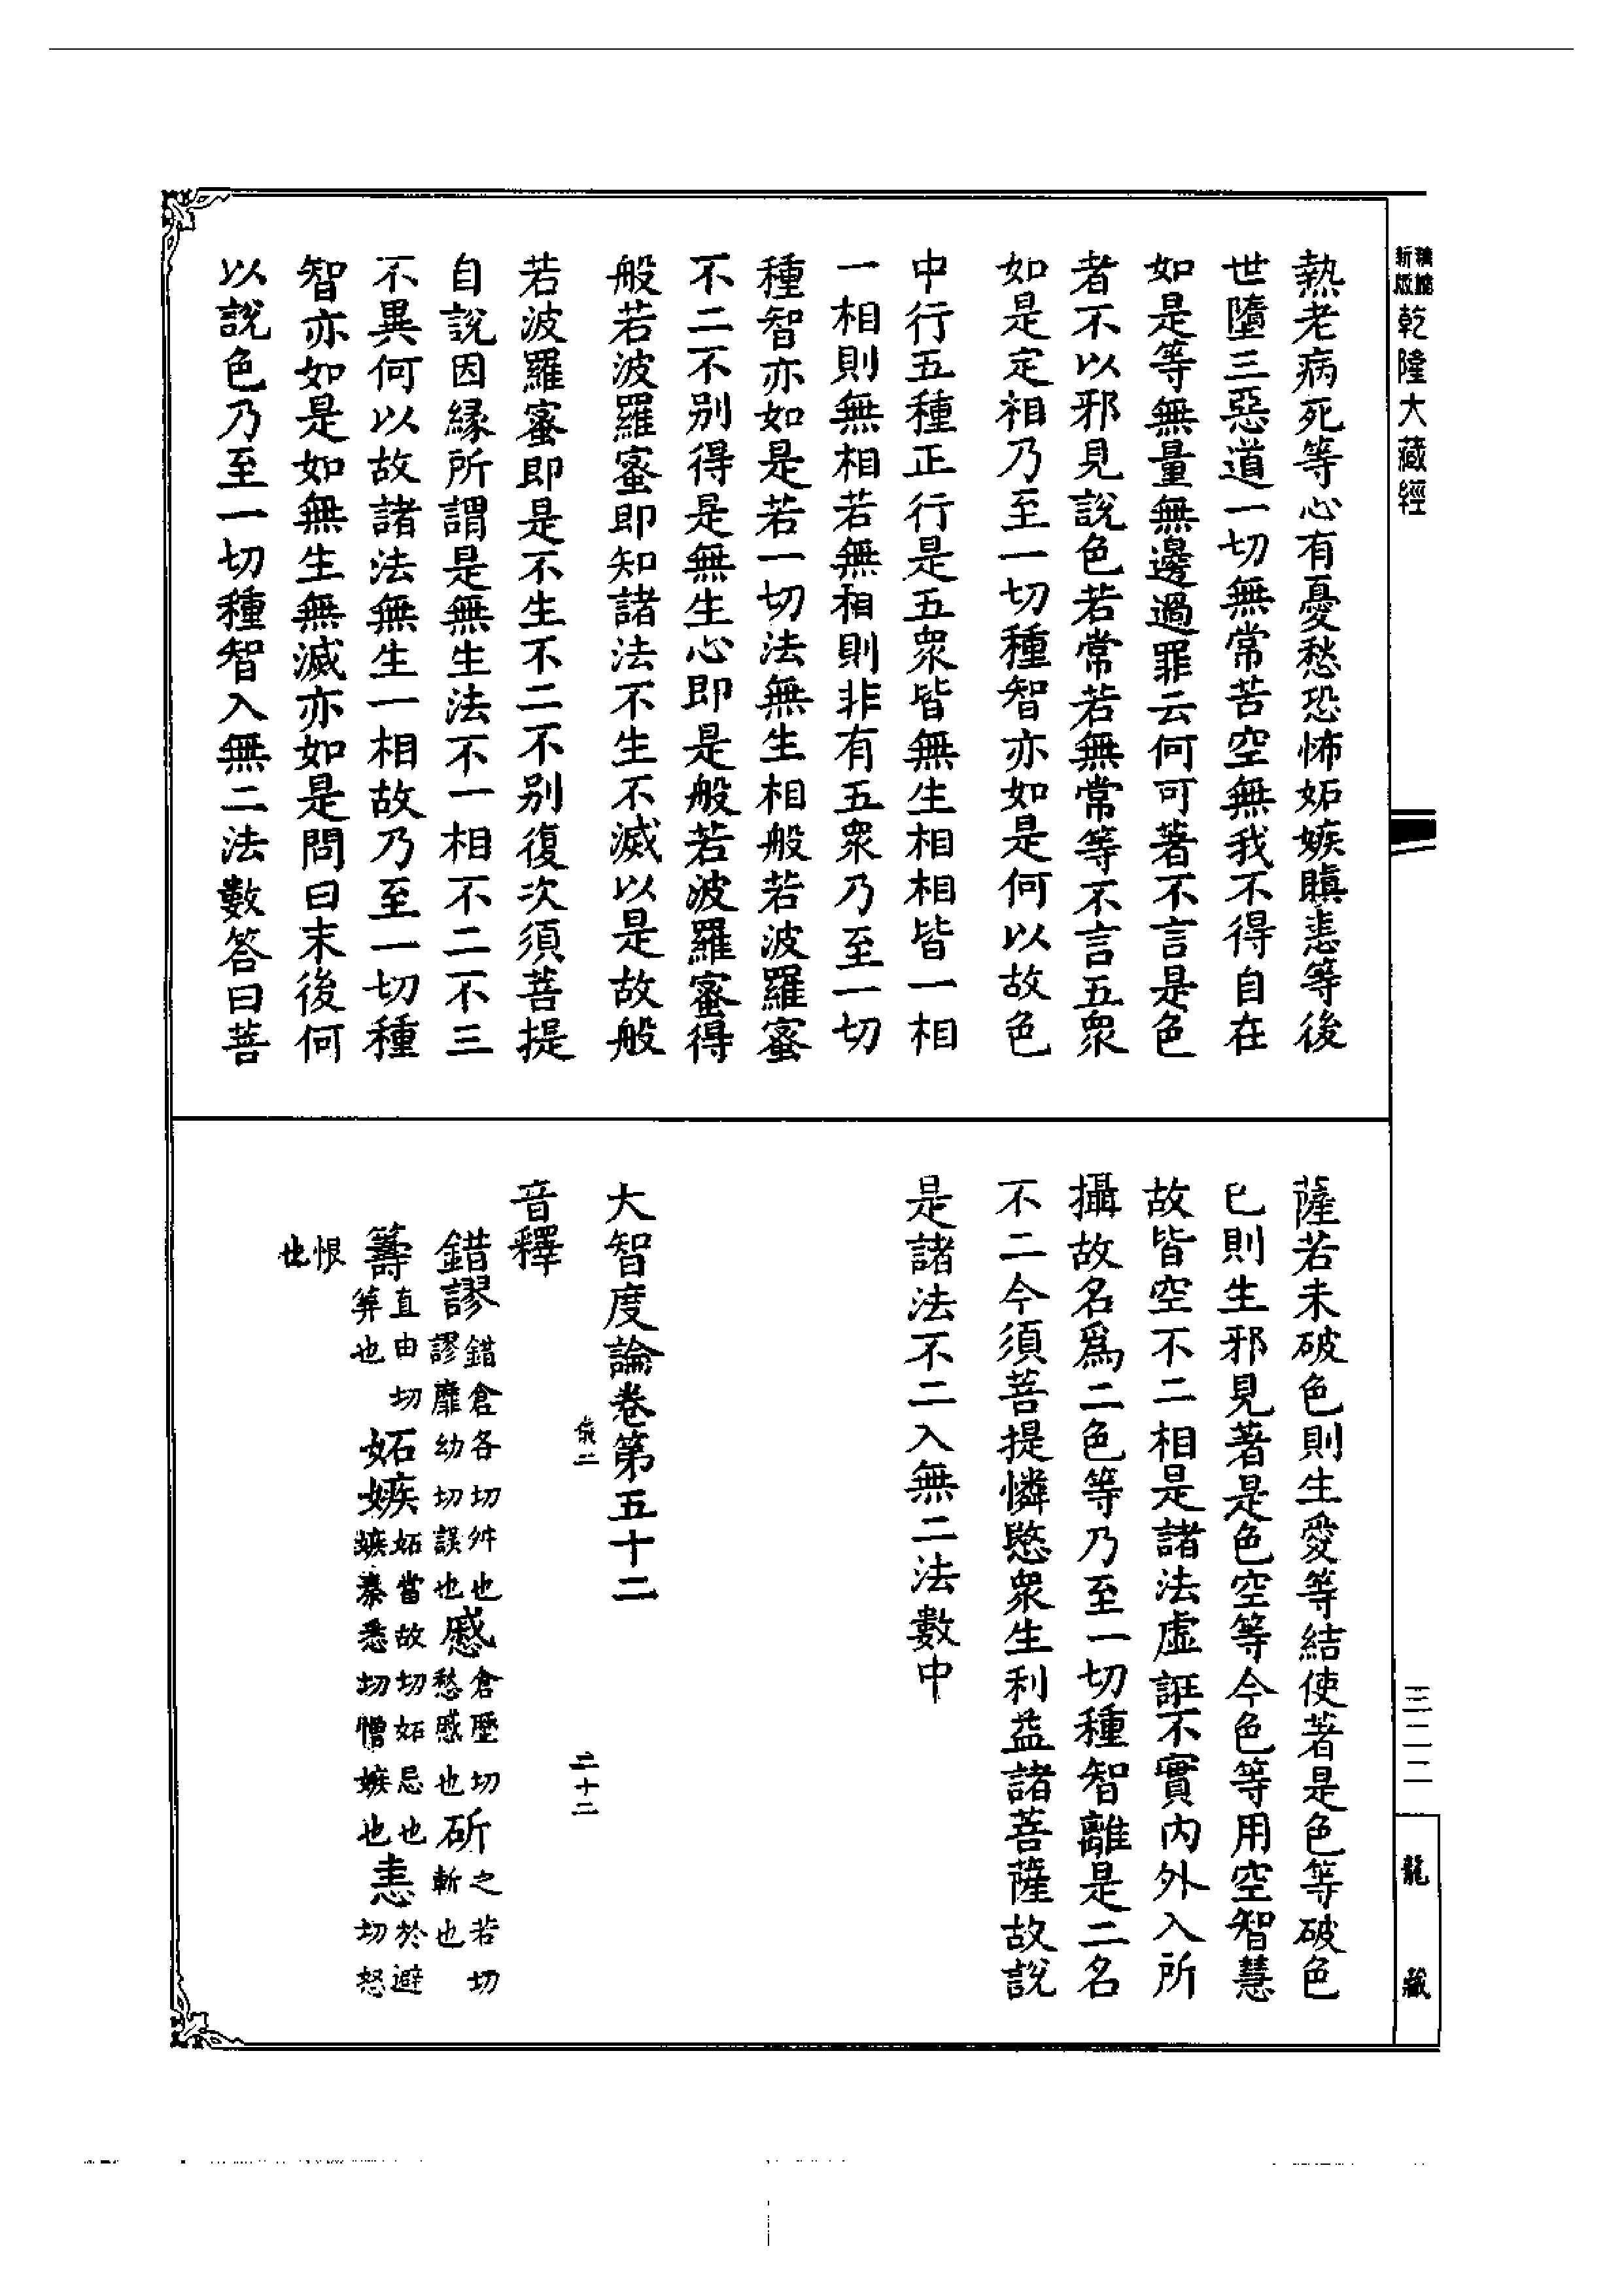 新版
乾隆大藏經
熱老病死等心有憂愁恐怖妬嫉瞋恚等後
世墮三惡道一切無常苦空無我不得自在
如是等無量無邊過罪云何可著不言是色
者不以邪見說色若常若無常等不言五衆
如是定相乃至一切種智亦如是何以故色
中行五種正行是五衆皆無生相相皆一相
一相則無相若無相則非有五衆乃至一切
種智亦如是若一切法無生相般若波羅蜜
不二不別得是無生心即是般若波羅蜜得
般若波羅蜜即知諸法不生不滅以是故般
若波羅蜜即是不生不二不別復次須菩提
自說因緣所謂是無生法不一相不二不三
不異何以故諸法無生一相故乃至一切種
智亦如是如無生無滅亦如是問曰末後何
以說色乃至一切種智入無二法數答曰菩
薩若未破色則生愛等結使著是色等破色
已則生邪見著是色空等今色等用空智慧
故皆空不二相是諸法虛誑不實內外入所
攝故名爲二色等乃至一切種智離是二名
不二今須菩提憐愍衆生利益諸菩薩故說
是諸法不二入無二法數中
大智度論卷第五十二
二十二
音釋
錯謬錯倉各切舛也謬靡幼切誤也慼倉歷切愁慼也斫之若切斬也
籌直由切筭也妬嫉妬當故切妬忌也嫉秦悉切憎嫉也恚於避切怒
恨也
三二二
龍藏